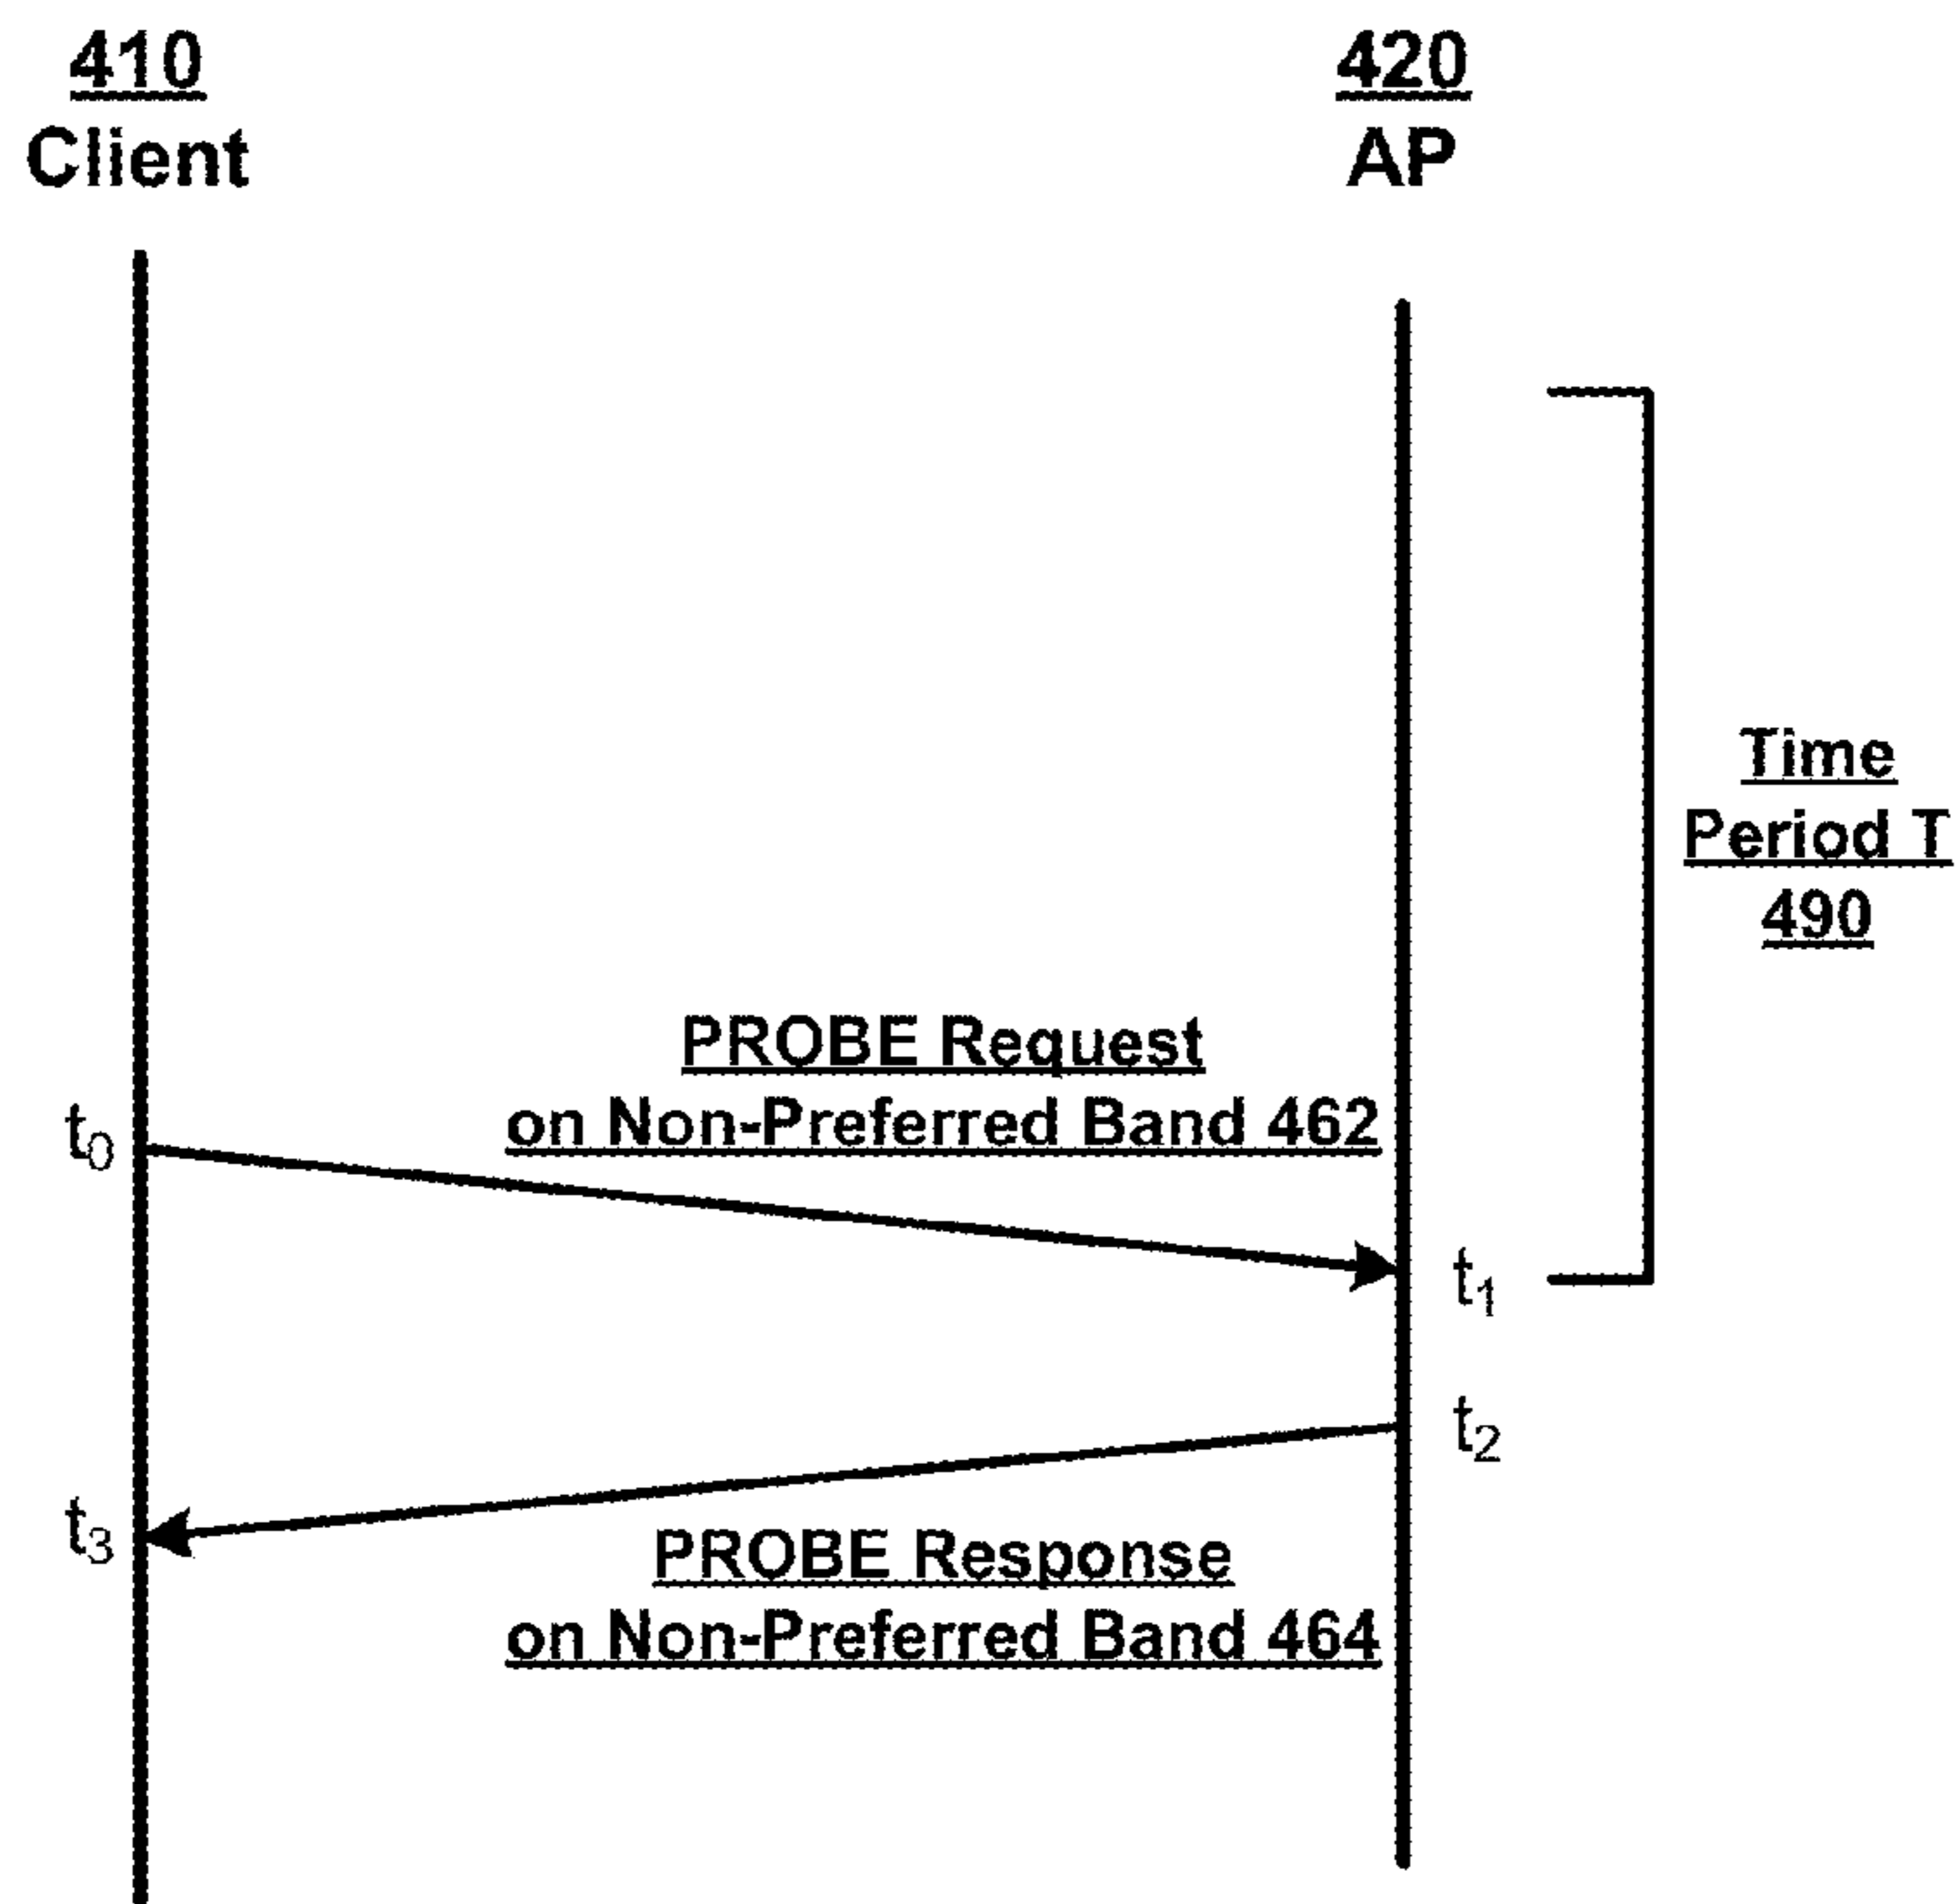 410
Client
420
AP
Time
Period T
490
PROBE Request
on Non-Preferred Band 462
t0
t1
t2
t3
PROBE Response
on Non-Preferred Band 464